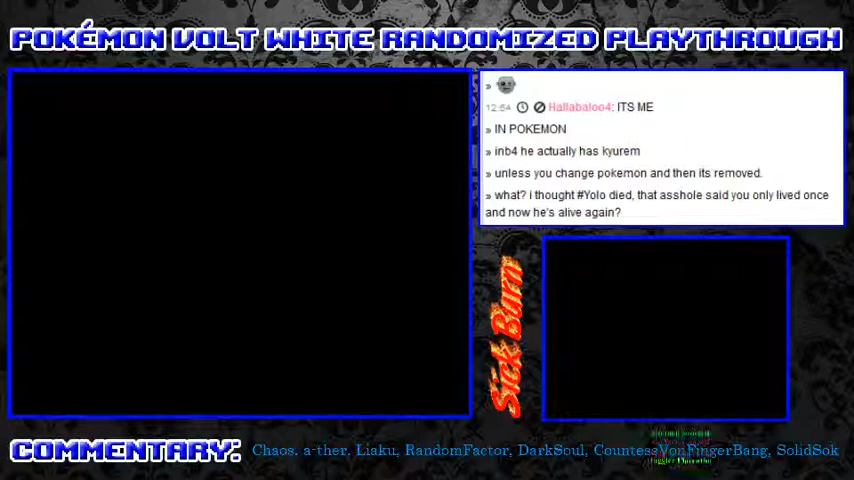 POKÉMON VOLT WHITE RANDOMIZED PLAYTHROUGH
»
12:54 Hallabaloo4: ITS ME
» IN POKEMON
» inb4 he actually has kyurem
» unless you change pokemon and then its removed.
» what? i thought #Yolo died, that asshole said you only lived once
and now he's alive again?
Sick Burn
COMMENTARY: Chaos. a-ther. Liaku, RandomFactor, DarkSoul, CountessVonFingerBang, SolidSok